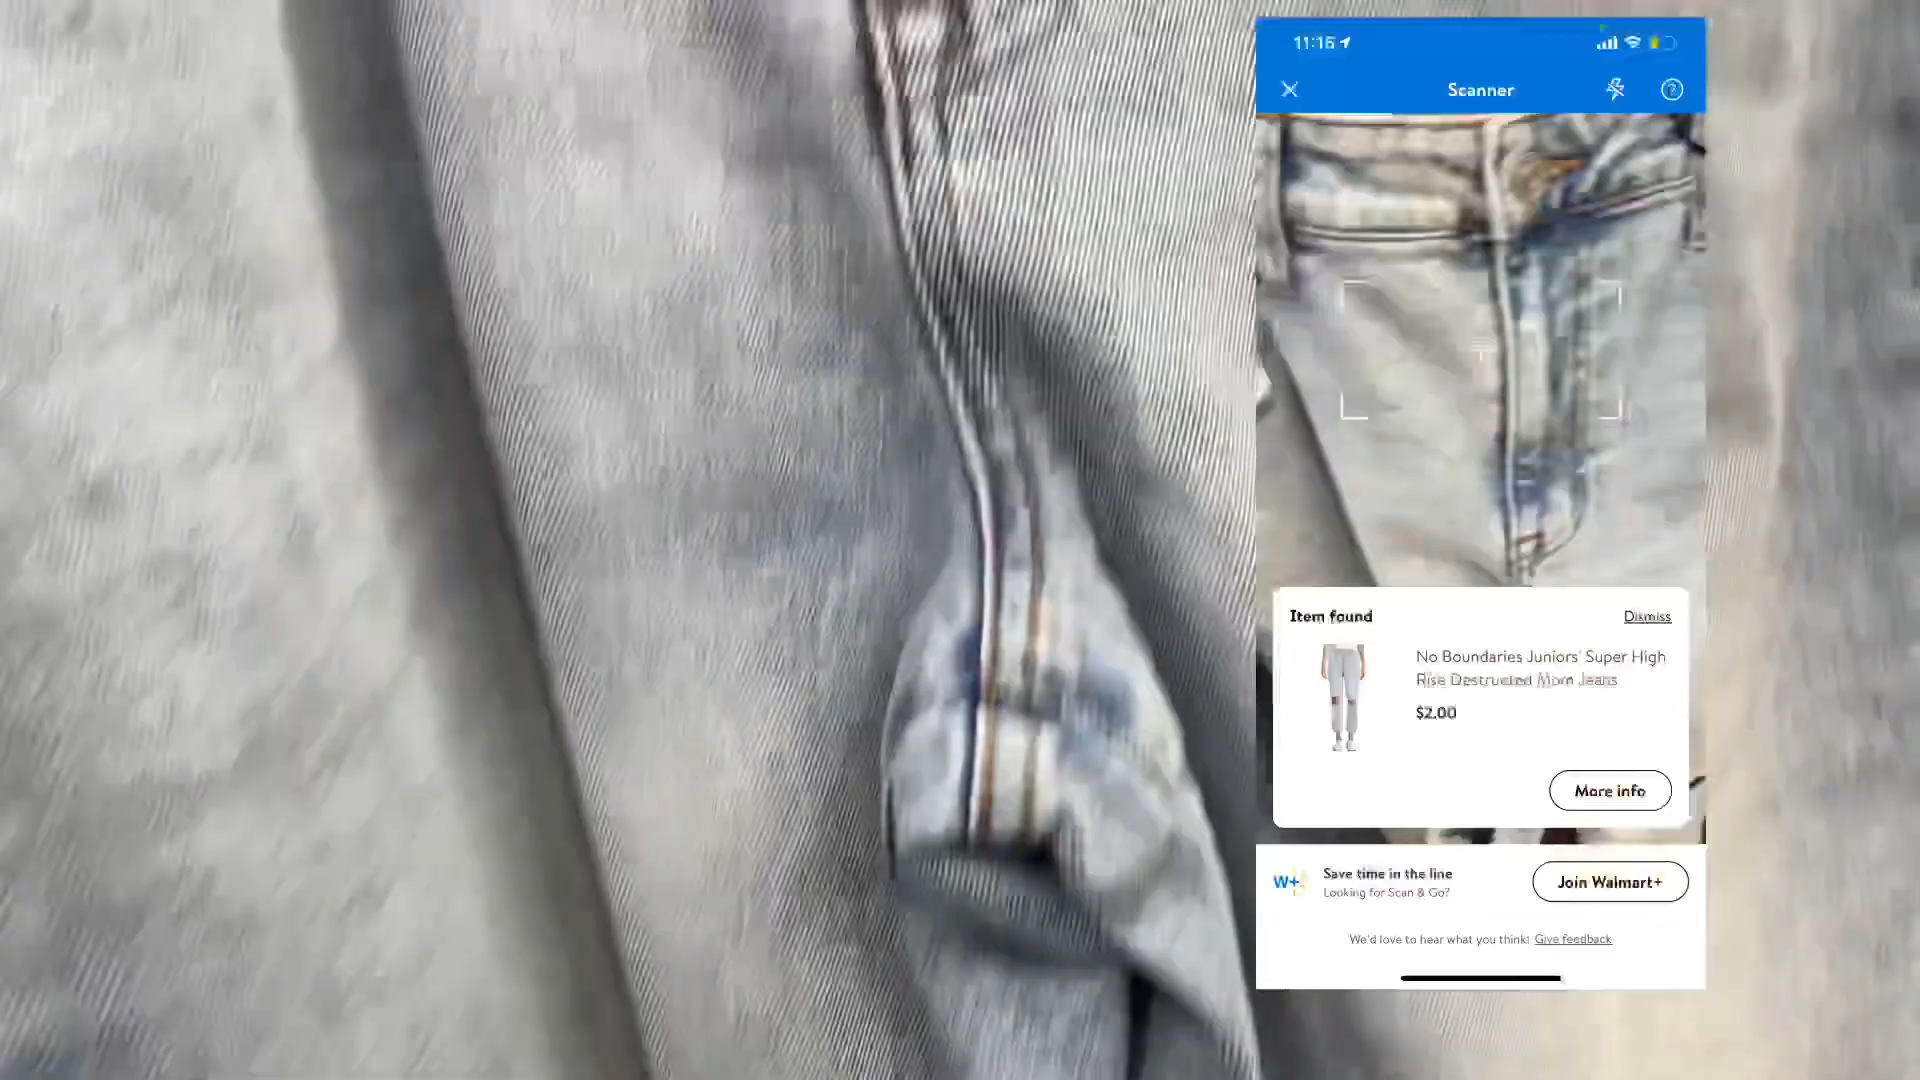 11:16
Scanner
Item found
Dismiss
No Boundaries Juniors' Super High
Rise Destructed Mom Jeans
$2.00
More info
W+
Save time in the line
Looking for Scan & Go?
Join Walmart+
We'd love to hear what you think! Give feedback